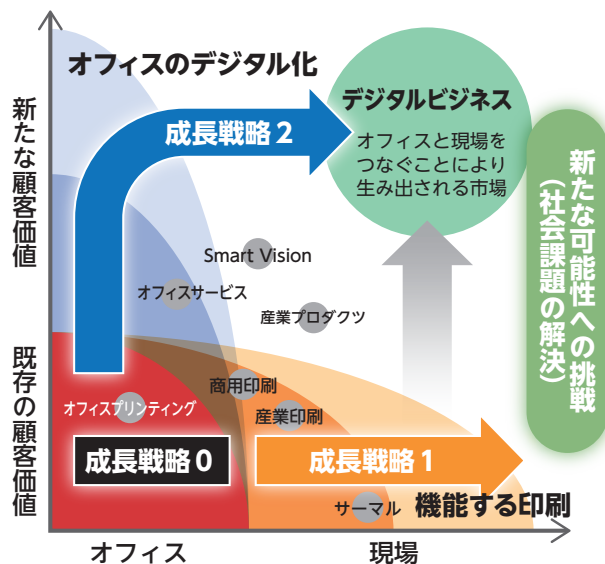 オフィスのデジタル化
デジタルビジネス
オフィスと現場を
つなぐことにより
生み出される市場
成長戦略 2
新たな顧客価値
新たな可能性への挑戦
(社会課題の解決)
Smart Vision
オフィスサービス
産業プロダクツ
既存の顧客価値
商用印刷
オフィスプリンティング
産業印刷
成長戦略 0
成長戦略 1
サーマル
機能する印刷
オフィス
現場